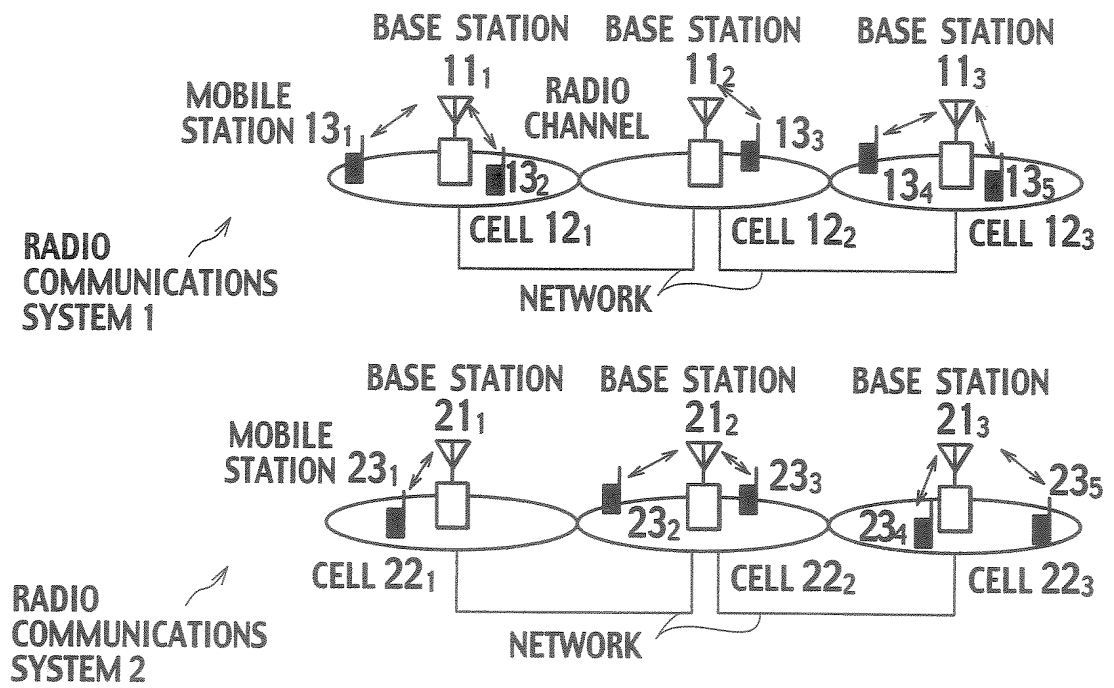 BASE STATION
11₁
BASE STATION
11₂
BASE STATION
11₃
MOBILE
STATION 13₁
RADIO
CHANNEL
13₂
13₃
13₄
13₅
CELL 12₁
CELL 12₂
CELL 12₃
RADIO
COMMUNICATIONS
SYSTEM 1
NETWORK
BASE STATION
21₁
BASE STATION
21₂
BASE STATION
21₃
MOBILE
STATION 23₁
23₂
23₃
23₄
23₅
CELL 22₁
CELL 22₂
CELL 22₃
RADIO
COMMUNICATIONS
SYSTEM 2
NETWORK